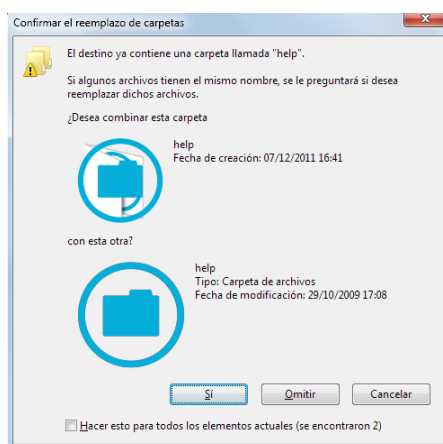 Confirmar el reemplazo de carpetas
El destino ya contiene una carpeta llamada "help".
Si algunos archivos tienen el mismo nombre, se le preguntará si desea
reemplazar dichos archivos.
¿Desea combinar esta carpeta
help
Fecha de creación: 07/12/2011 16:41
con esta otra?
help
Tipo: Carpeta de archivos
Fecha de modificación: 29/10/2009 17:08
Sí Omitir Cancelar
Hacer esto para todos los elementos actuales (se encontraron 2)